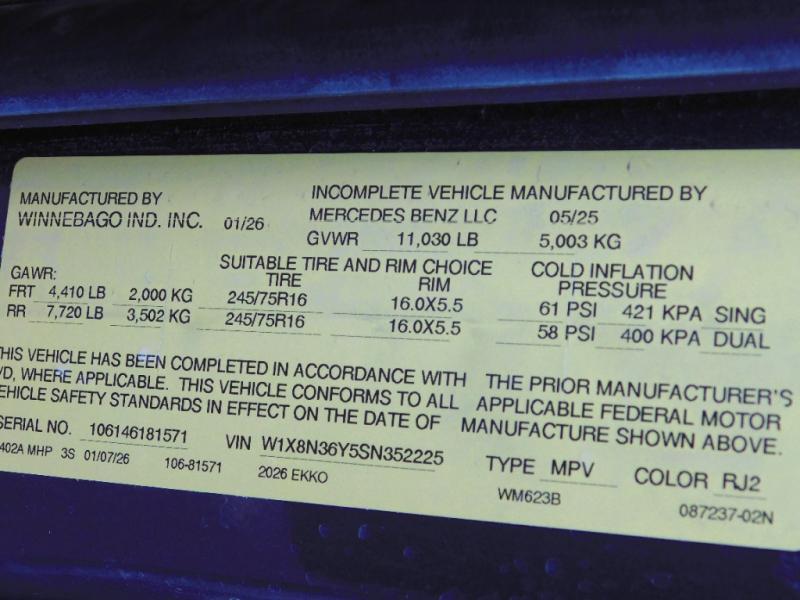 MANUFACTURED BY
WINNEBAGO IND. INC. 01/26
INCOMPLETE VEHICLE MANUFACTURED BY
MERCEDES BENZ LLC 05/25
GVWR 11,030 LB 5,003 KG
GAWR:
SUITABLE TIRE AND RIM CHOICE
TIRE RIM
COLD INFLATION
PRESSURE
FRT 4,410 LB 2,000 KG 245/75R16 16.0X5.5 61 PSI 421 KPA SING
RR 7,720 LB 3,502 KG 245/75R16 16.0X5.5 58 PSI 400 KPA DUAL
HIS VEHICLE HAS BEEN COMPLETED IN ACCORDANCE WITH THE PRIOR MANUFACTURER'S
/D, WHERE APPLICABLE. THIS VEHICLE CONFORMS TO ALL APPLICABLE FEDERAL MOTOR
EHICLE SAFETY STANDARDS IN EFFECT ON THE DATE OF MANUFACTURE SHOWN ABOVE.
SERIAL NO. 106146181571 VIN W1X8N36Y5SN352225 TYPE MPV COLOR RJ2
402A MHP 3S 01/07/26 106-81571 2026 EKKO WM623B 087237-02N